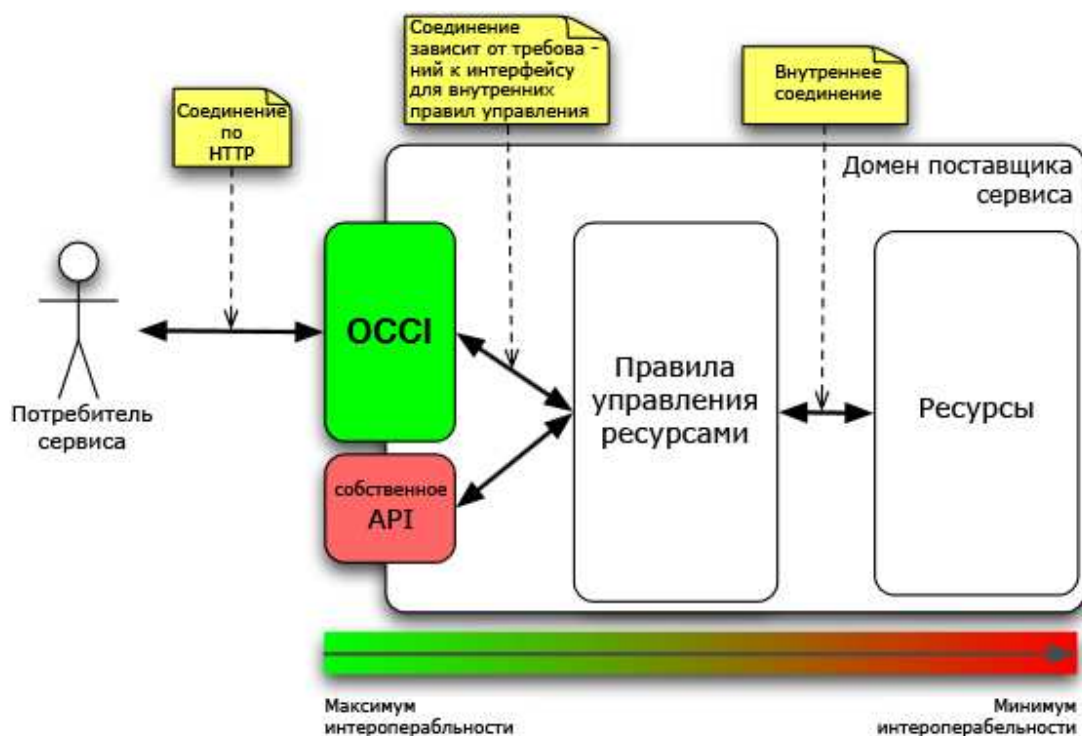 Соединение
по
HTTP
Соединение
зависит от требова -
ний к интерфейсу
для внутренних
правил управления
Внутреннее
соединение
Домен поставщика
сервиса
OCCI
собственное
API
Правила
управления
ресурсами
Ресурсы
Потребитель
сервиса
Максимум
интероперабльности
Минимум
интероперабельности